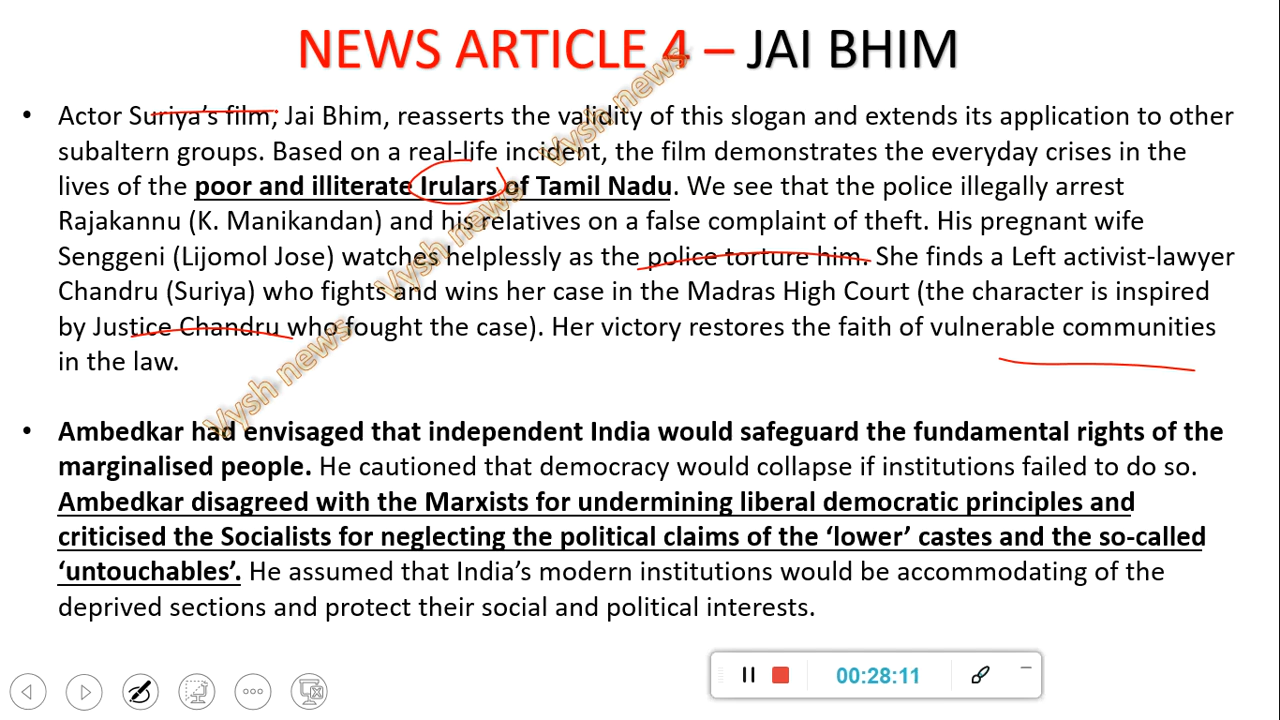 NEWS ARTICLE 4 – JAI BHIM
• Actor Suriya's film, Jai Bhim, reasserts the validity of this slogan and extends its application to other
subaltern groups. Based on a real-life incident, the film demonstrates the everyday crises in the
lives of the poor and illiterate Irulars of Tamil Nadu. We see that the police illegally arrest
Rajakannu (K. Manikandan) and his relatives on a false complaint of theft. His pregnant wife
Senggeni (Lijomol Jose) watches helplessly as the police torture him. She finds a Left activist-lawyer
Chandru (Suriya) who fights and wins her case in the Madras High Court (the character is inspired
by Justice Chandru who fought the case). Her victory restores the faith of vulnerable communities
in the law.
• Ambedkar had envisaged that independent India would safeguard the fundamental rights of the
marginalised people. He cautioned that democracy would collapse if institutions failed to do so.
Ambedkar disagreed with the Marxists for undermining liberal democratic principles and
criticised the Socialists for neglecting the political claims of the ‘lower’ castes and the so-called
‘untouchables’. He assumed that India’s modern institutions would be accommodating of the
deprived sections and protect their social and political interests.
Vysh news
Vysh news
Vysh news
00:28:11